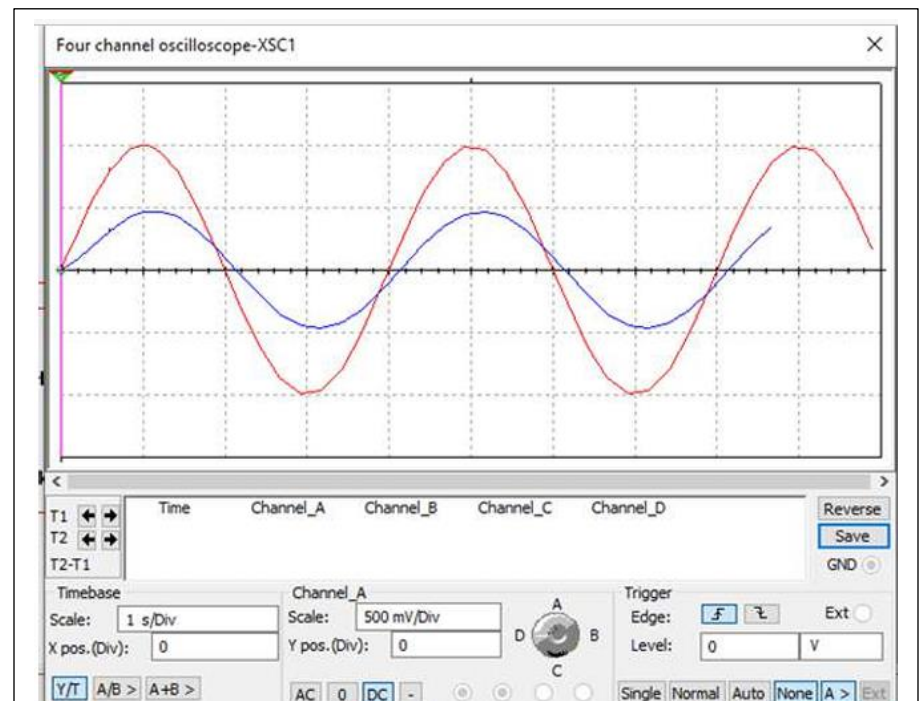 Four channel oscilloscope-XSC1
Time Channel_A Channel_B Channel_C Channel_D
T1
T2
T2-T1
Reverse
Save
GND
Timebase
Scale: 1 s/Div
X pos.(Div): 0
Y/T A/B > A+B >
Channel_A
Scale: 500 mV/Div
Y pos.(Div): 0
AC 0 DC -
A
D B
C
Trigger
Edge: Ext
Level: 0 V
Single Normal Auto None A > Ext